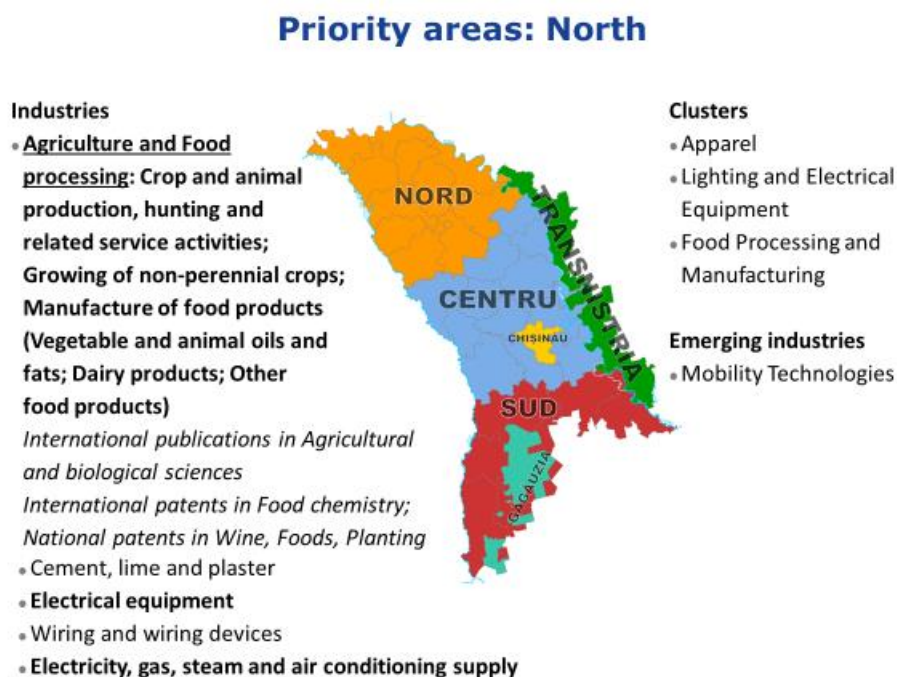 Priority areas: North
Industries
• Agriculture and Food
processing: Crop and animal
production, hunting and
related service activities;
Growing of non-perennial crops;
Manufacture of food products
(Vegetable and animal oils and
fats; Dairy products; Other
food products)
International publications in Agricultural
and biological sciences
International patents in Food chemistry;
National patents in Wine, Foods, Planting
• Cement, lime and plaster
• Electrical equipment
• Wiring and wiring devices
• Electricity, gas, steam and air conditioning supply
NORD
TRANSNISTRIA
CENTRU
CHISINAU
SUD
GAGAUZIA
Clusters
• Apparel
• Lighting and Electrical
Equipment
• Food Processing and
Manufacturing
Emerging industries
• Mobility Technologies